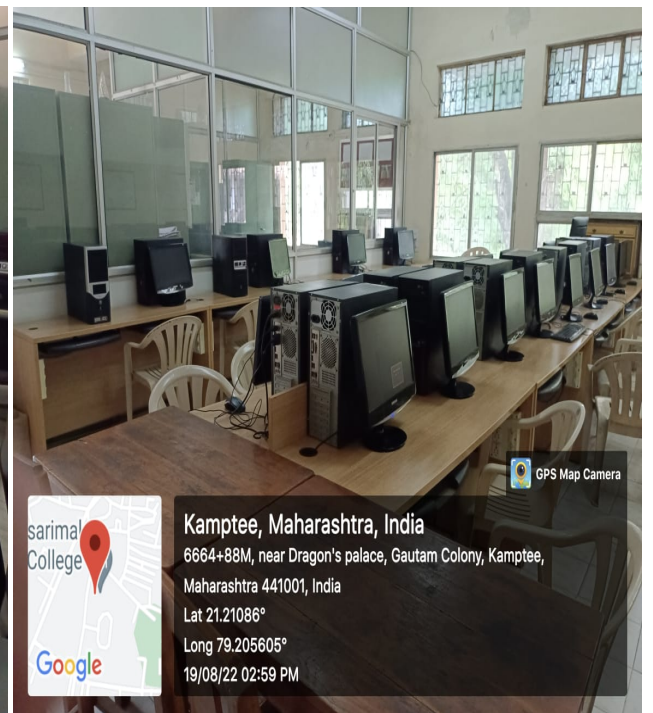 GPS Map Camera
sarimal
College
Google
Kamptee, Maharashtra, India
6664+88M, near Dragon's palace, Gautam Colony, Kamptee,
Maharashtra 441001, India
Lat 21.21086°
Long 79.205605°
19/08/22 02:59 PM